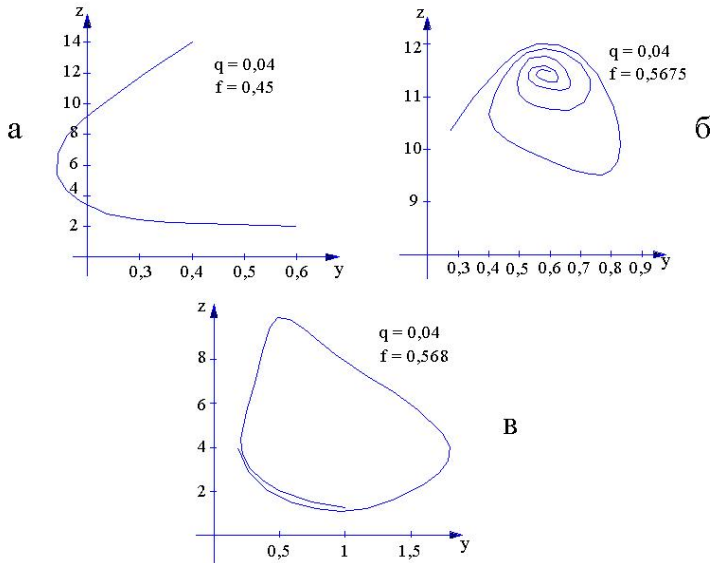 z
14
12
10
8
6
4
2
0,3 0,4 0,5 0,6 y
q = 0,04
f = 0,45
а
z
12
11
10
9
0,3 0,4 0,5 0,6 0,7 0,8 0,9 y
q = 0,04
f = 0,5675
б
z
8
6
4
2
0,5 1 1,5 y
q = 0,04
f = 0,568
в